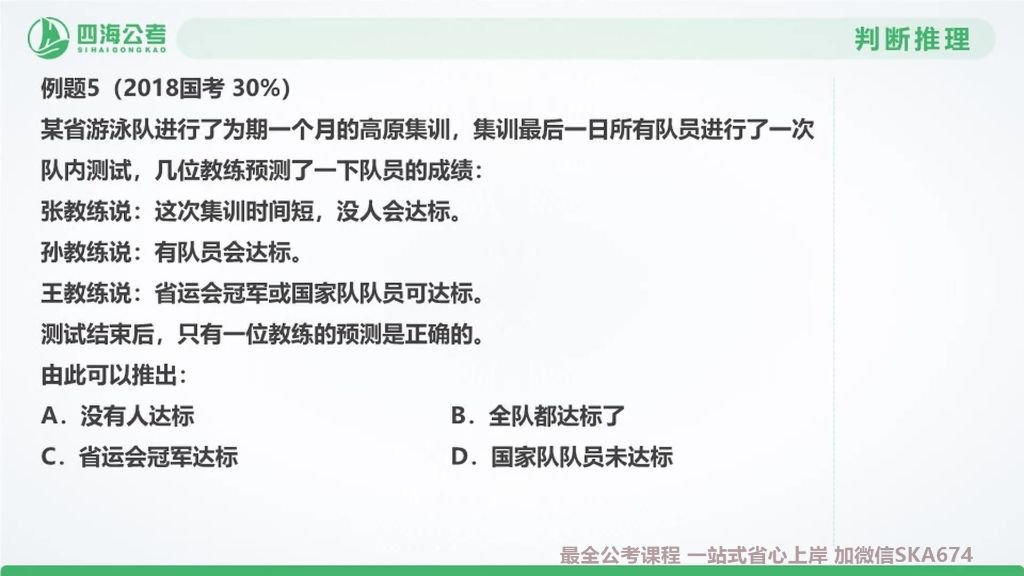 四海公考
SIHAIGONGKAO
判断推理
例题5（2018国考 30%）
某省游泳队进行了为期一个月的高原集训，集训最后一日所有队员进行了一次
队内测试，几位教练预测了一下队员的成绩：
张教练说：这次集训时间短，没人会达标。
孙教练说：有队员会达标。
王教练说：省运会冠军或国家队队员可达标。
测试结束后，只有一位教练的预测是正确的。
由此可以推出：
A．没有人达标 B．全队都达标了
C．省运会冠军达标 D．国家队队员未达标
最全公考课程 一站式省心上岸 加微信SKA674